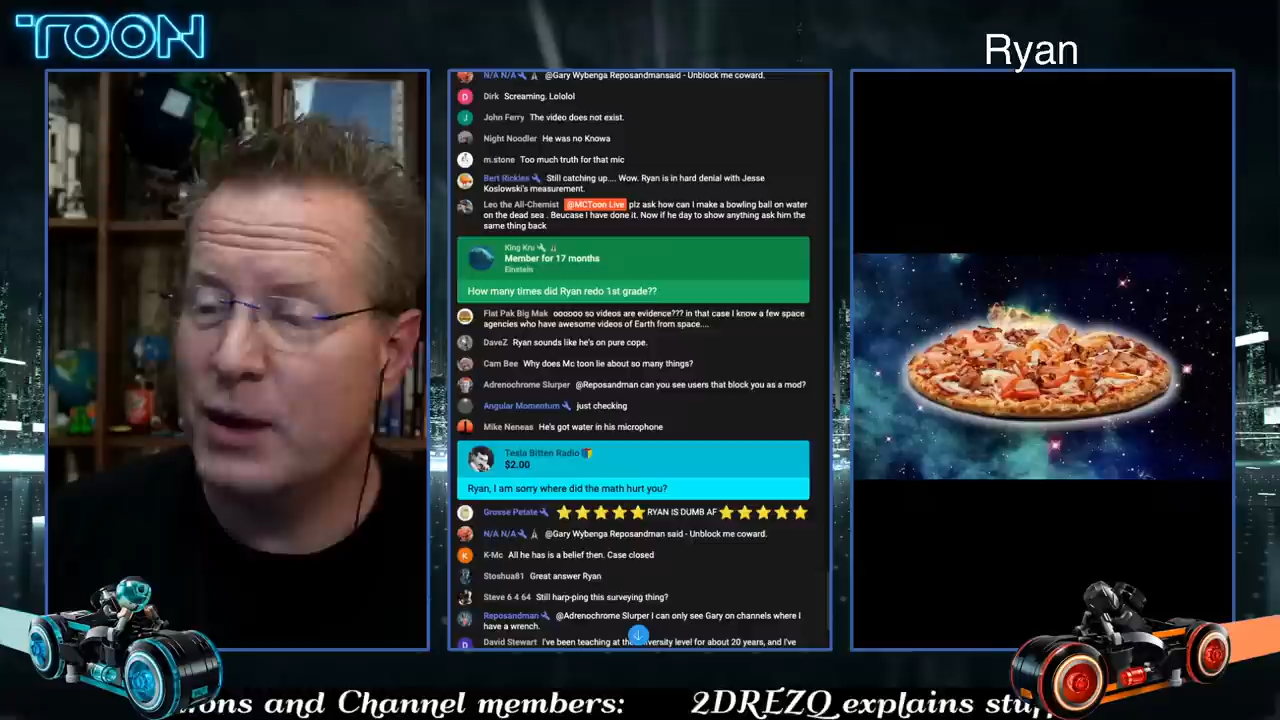 TOON
Ryan
N/A N/A @Gary Wybenga Reposandmansaid - Unblock me coward.
Dirk Screaming. Lololol
John Ferry The video does not exist.
Night Noodler He was no Knowa
m.stone Too much truth for that mic
Bert Rickles Still catching up.... Wow. Ryan is in hard denial with Jesse
Koslowski's measurement.
Leo the All-Chemist @MCToon Live plz ask how can I make a bowling ball on water
on the dead sea . Beucase I have done it. Now if he day to show anything ask him the
same thing back
King Kru
Member for 17 months
Einstein
How many times did Ryan redo 1st grade??
Flat Pak Big Mak oooooo so videos are evidence??? in that case I know a few space
agencies who have awesome videos of Earth from space....
DaveZ Ryan sounds like he's on pure cope.
Cam Bee Why does Mc toon lie about so many things?
Adrenochrome Slurper @Reposandman can you see users that block you as a mod?
Angular Momentum just checking
Mike Neneas He's got water in his microphone
Tesla Bitten Radio
$2.00
Ryan, I am sorry where did the math hurt you?
Grosse Petate RYAN IS DUMB AF
N/A N/A @Gary Wybenga Reposandman said - Unblock me coward.
K-Mc All he has is a belief then. Case closed
Stoshua81 Great answer Ryan
Steve 6 4 64 Still harp-ping this surveying thing?
Reposandman @Adrenochrome Slurper I can only see Gary on channels where I
have a wrench.
David Stewart I've been teaching at the university level for about 20 years, and I've
and Channel members: 2DREZQ explains